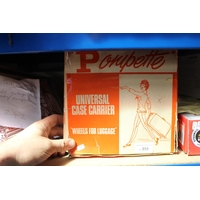 Pompette
UNIVERSAL
CASE CARRIER
"WHEELS FOR LUGGAGE"